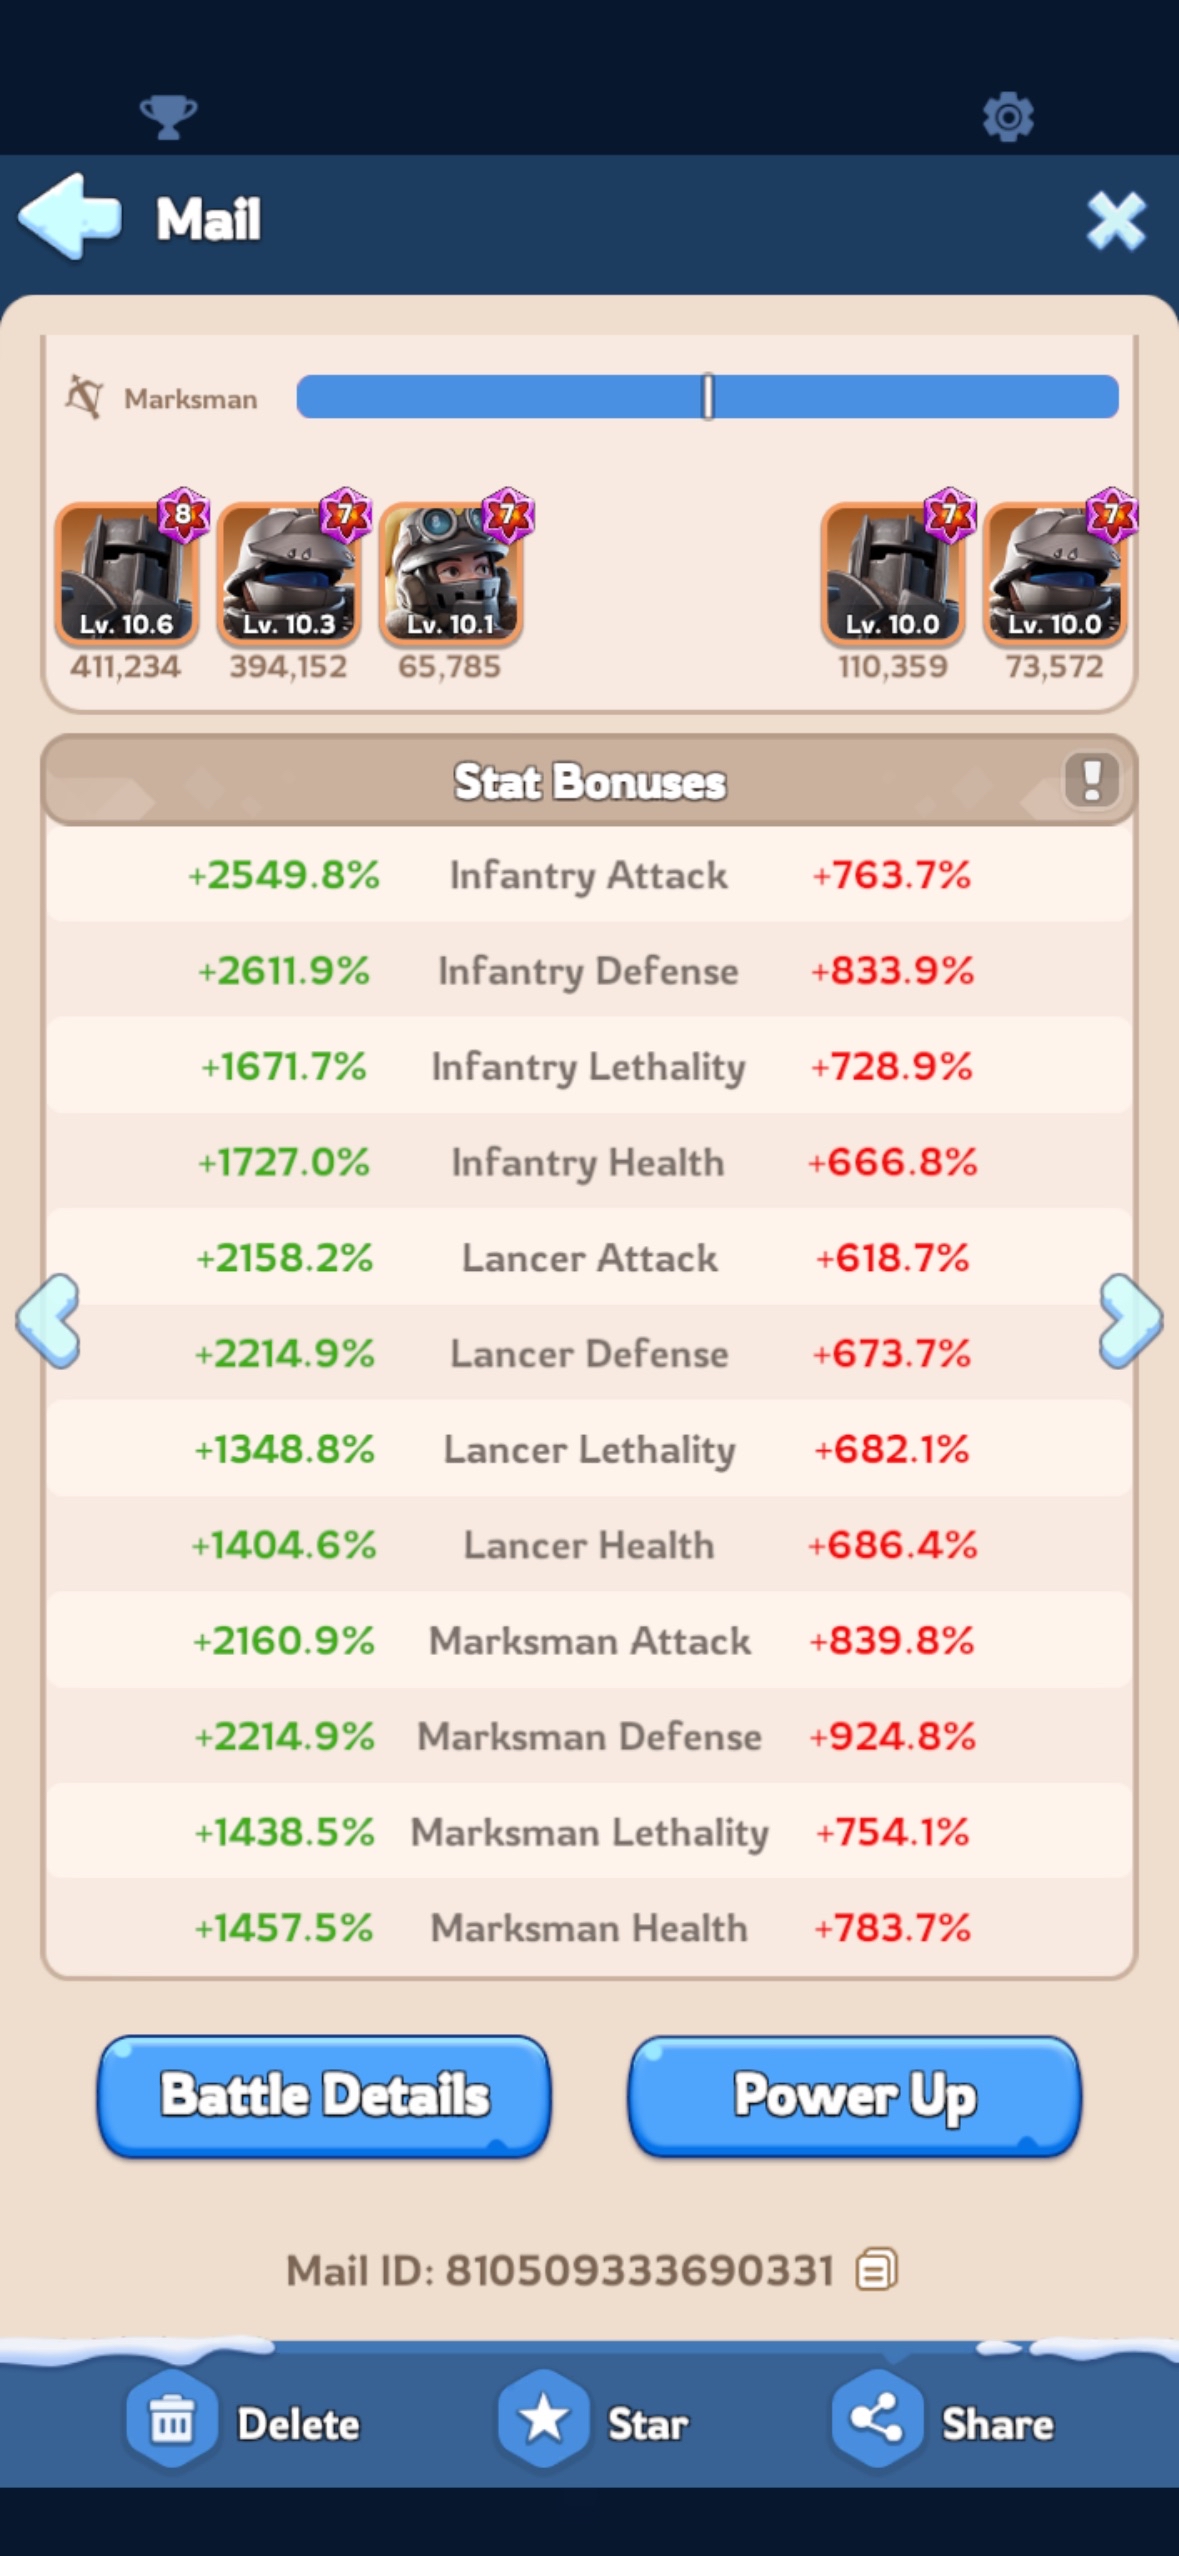 Mail
Marksman
8 7 7 7 7
Lv. 10.6 Lv. 10.3 Lv. 10.1 Lv. 10.0 Lv. 10.0
411,234 394,152 65,785 110,359 73,572
Stat Bonuses
+2549.8% Infantry Attack +763.7%
+2611.9% Infantry Defense +833.9%
+1671.7% Infantry Lethality +728.9%
+1727.0% Infantry Health +666.8%
+2158.2% Lancer Attack +618.7%
+2214.9% Lancer Defense +673.7%
+1348.8% Lancer Lethality +682.1%
+1404.6% Lancer Health +686.4%
+2160.9% Marksman Attack +839.8%
+2214.9% Marksman Defense +924.8%
+1438.5% Marksman Lethality +754.1%
+1457.5% Marksman Health +783.7%
Battle Details Power Up
Mail ID: 810509333690331
Delete Star Share